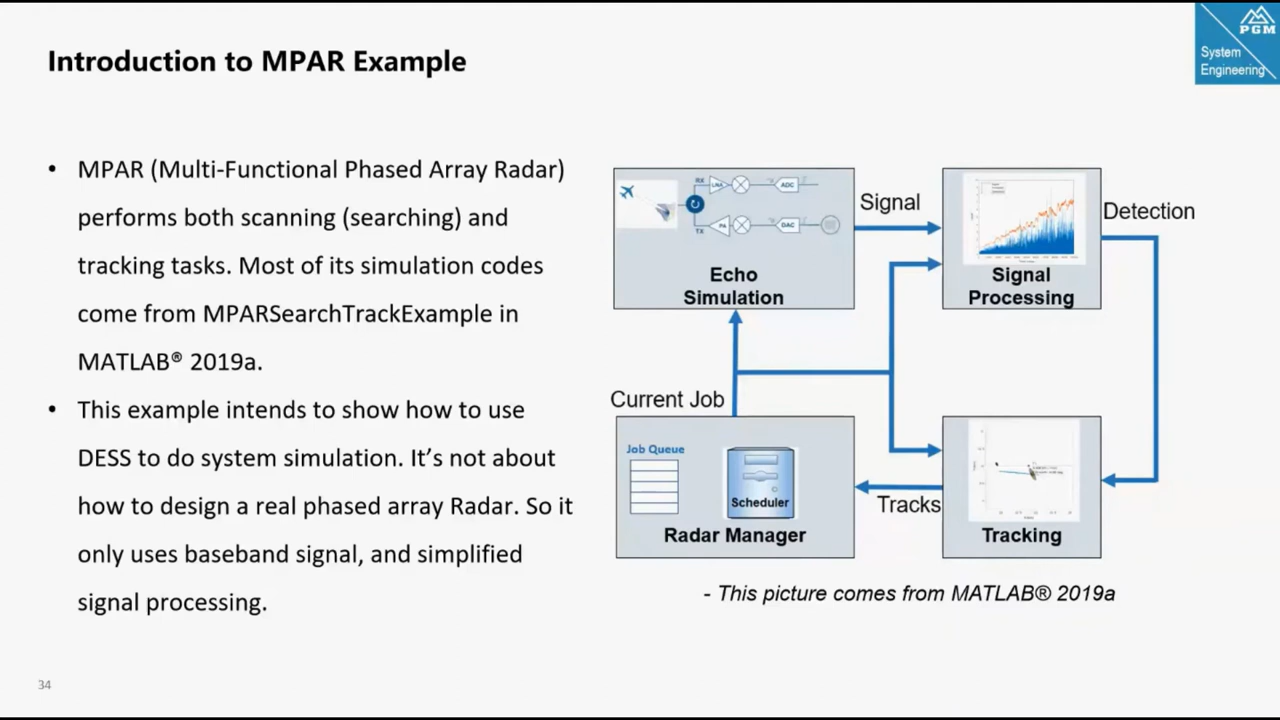 PGM
System
Engineering
Introduction to MPAR Example
• MPAR (Multi-Functional Phased Array Radar)
performs both scanning (searching) and
tracking tasks. Most of its simulation codes
come from MPARSearchTrackExample in
MATLAB® 2019a.
• This example intends to show how to use
DESS to do system simulation. It’s not about
how to design a real phased array Radar. So it
only uses baseband signal, and simplified
signal processing.
RX
LNA
ADC
TX
PA
DAC
Echo
Simulation
Signal
Signal
Processing
Detection
Current Job
Job Queue
Scheduler
Radar Manager
Tracks
Tracking
- This picture comes from MATLAB® 2019a
34